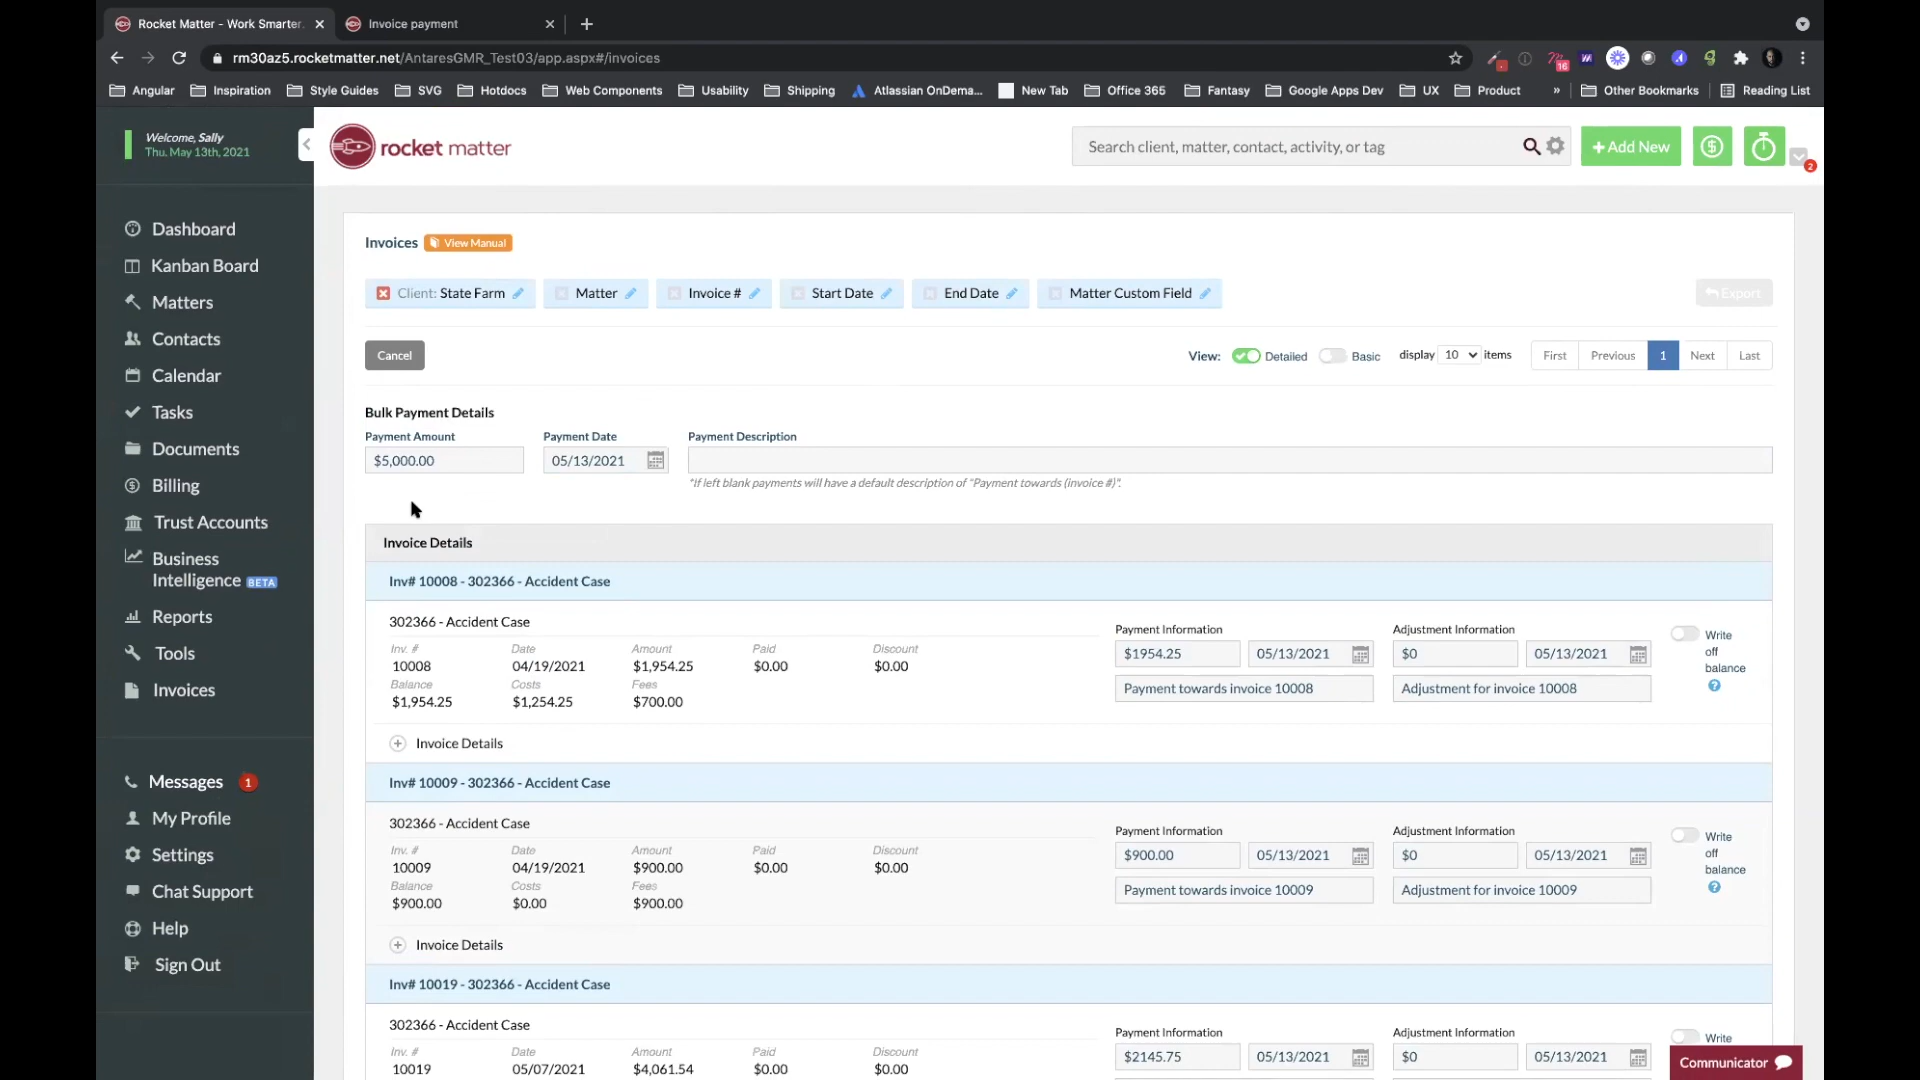 Rocket Matter - Work Smarter.
Invoice payment
rm30az5.rocketmatter.net/AntaresGMR_Test03/app.aspx#/invoices
16
Angular
Inspiration
Style Guides
SVG
Hotdocs
Web Components
Usability
Shipping
Atlassian OnDema...
New Tab
Office 365
Fantasy
Google Apps Dev
UX
Product
»
Other Bookmarks
Reading List
Welcome, Sally
Thu. May 13th, 2021
rocket matter
Search client, matter, contact, activity, or tag
+ Add New
2
Dashboard
Kanban Board
Matters
Contacts
Calendar
Tasks
Documents
Billing
Trust Accounts
Business
Intelligence BETA
Reports
Tools
Invoices
Messages 1
My Profile
Settings
Chat Support
Help
Sign Out
Invoices View Manual
Client: State Farm
Matter
Invoice #
Start Date
End Date
Matter Custom Field
Export
Cancel
View: Detailed Basic display 10 items First Previous 1 Next Last
Bulk Payment Details
Payment Amount Payment Date Payment Description
$5,000.00 05/13/2021
*If left blank payments will have a default description of "Payment towards (Invoice #)".
Invoice Details
Inv# 10008 - 302366 - Accident Case
302366 - Accident Case
Inv. # Date Amount Paid Discount
10008 04/19/2021 $1,954.25 $0.00 $0.00
Balance Costs Fees
$1,954.25 $1,254.25 $700.00
Payment Information Adjustment Information
$1954.25 05/13/2021 $0 05/13/2021
Payment towards invoice 10008 Adjustment for invoice 10008
Write
off
balance
?
Invoice Details
Inv# 10009 - 302366 - Accident Case
302366 - Accident Case
Inv. # Date Amount Paid Discount
10009 04/19/2021 $900.00 $0.00 $0.00
Balance Costs Fees
$900.00 $0.00 $900.00
Payment Information Adjustment Information
$900.00 05/13/2021 $0 05/13/2021
Payment towards invoice 10009 Adjustment for invoice 10009
Write
off
balance
?
Invoice Details
Inv# 10019 - 302366 - Accident Case
302366 - Accident Case
Inv. # Date Amount Paid Discount
10019 05/07/2021 $4,061.54 $0.00 $0.00
Payment Information Adjustment Information
$2145.75 05/13/2021 $0 05/13/2021
Write
Communicator